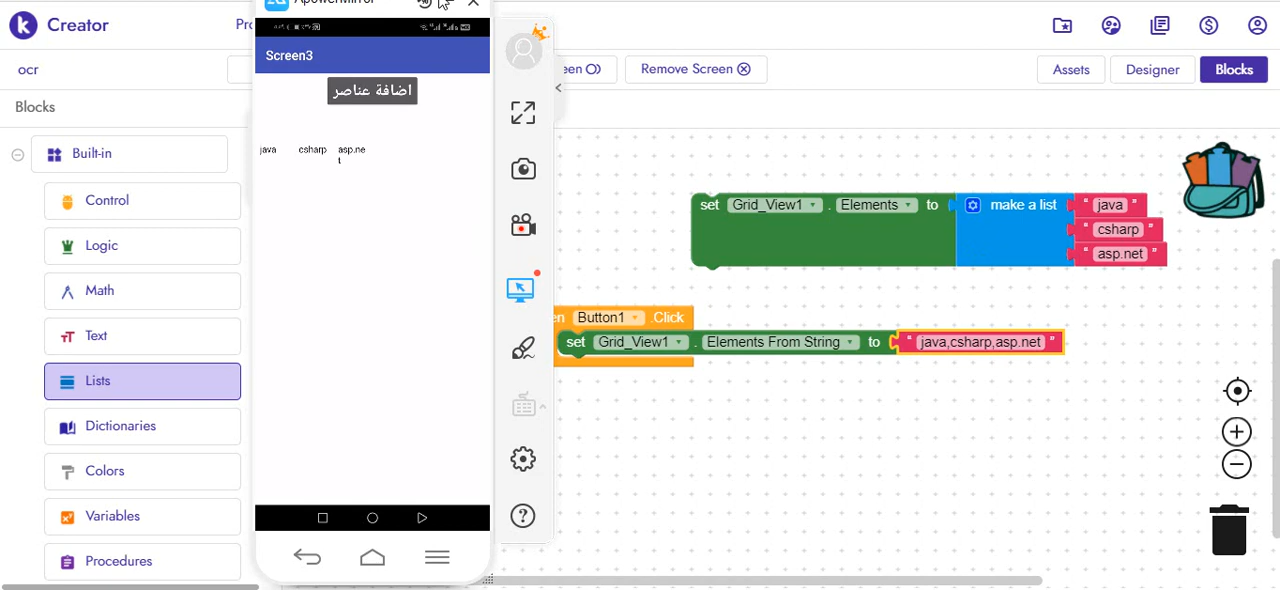 Creator
Pro
ApowerMirror
ocr
een
Remove Screen
Assets
Designer
Blocks
Blocks
Built-in
Control
Logic
Math
Text
Lists
Dictionaries
Colors
Variables
Procedures
Screen3
اضافة عناصر
java csharp asp.ne
t
set Grid_View1 . Elements to make a list " java "
" csharp "
" asp.net "
en Button1 .Click
set Grid_View1 . Elements From String to " java,csharp,asp.net "